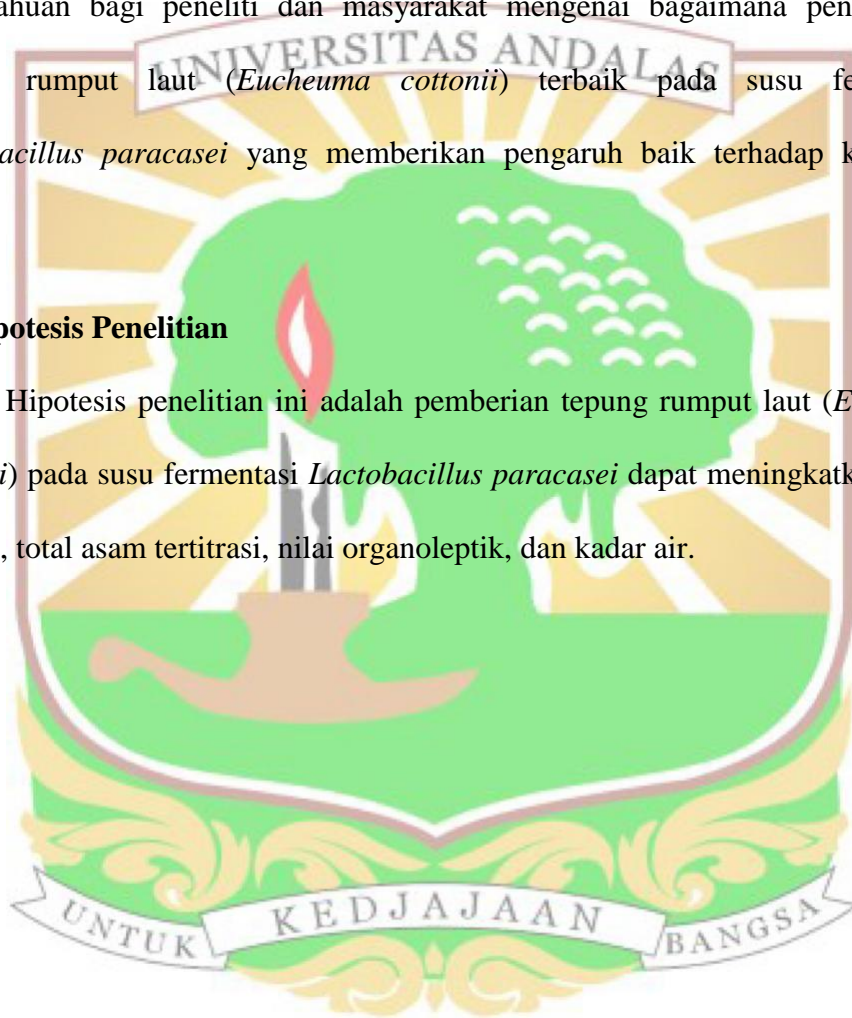 ahuan bagi peneliti dan masyarakat mengenai bagaimana pen
UNIVERSITAS ANDALAS
rumput laut (Eucheuma cottonii) terbaik pada susu fe
acillus paracasei yang memberikan pengaruh baik terhadap k
potesis Penelitian
Hipotesis penelitian ini adalah pemberian tepung rumput laut (E
i) pada susu fermentasi Lactobacillus paracasei dapat meningkatk
, total asam tertitrasi, nilai organoleptik, dan kadar air.
UNTUK KEDJAJAAN BANGSA